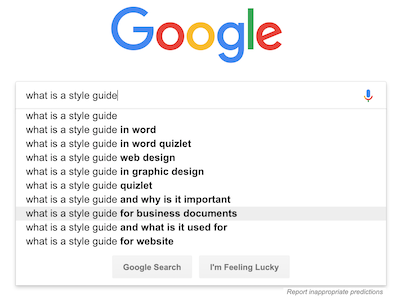 Google
what is a style guide
what is a style guide
what is a style guide in word
what is a style guide in word quizlet
what is a style guide web design
what is a style guide in graphic design
what is a style guide quizlet
what is a style guide and why is it important
what is a style guide for business documents
what is a style guide and what is it used for
what is a style guide for website
Google Search I'm Feeling Lucky
Report inappropriate predictions